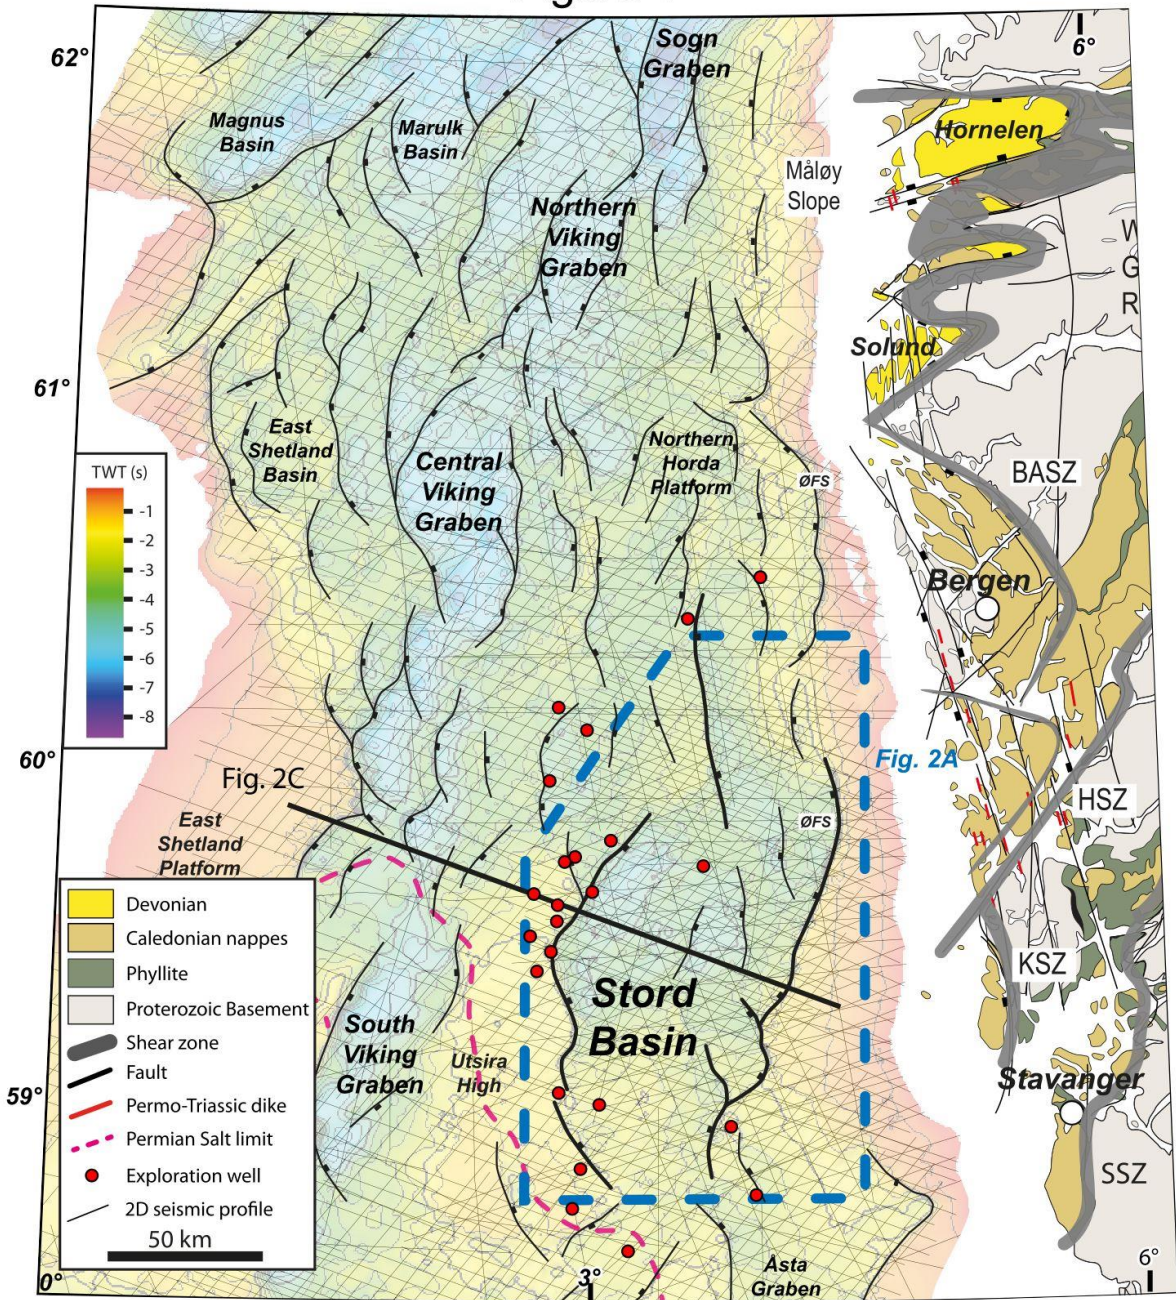 62°
6°
Sogn
Graben
Magnus
Basin
Marulk
Basin
Hornelen
Måløy
Slope
Northern
Viking
Graben
W
G
R
Solund
61°
East
Shetland
Basin
Northern
Horda
Platform
Central
Viking
Graben
ØFS
BASZ
TWT (s)
-1
-2
-3
-4
-5
-6
-7
-8
Bergen
60°
Fig. 2C
Fig. 2A
HSZ
East
Shetland
Platform
ØFS
Devonian
Caledonian nappes
Phyllite
Proterozoic Basement
Shear zone
Fault
Permo-Triassic dike
Permian Salt limit
Exploration well
2D seismic profile
50 km
KSZ
Stord
Basin
South
Viking
Graben
Utsira
High
59°
Stavanger
SSZ
Åsta
Graben
0°
3°
6°